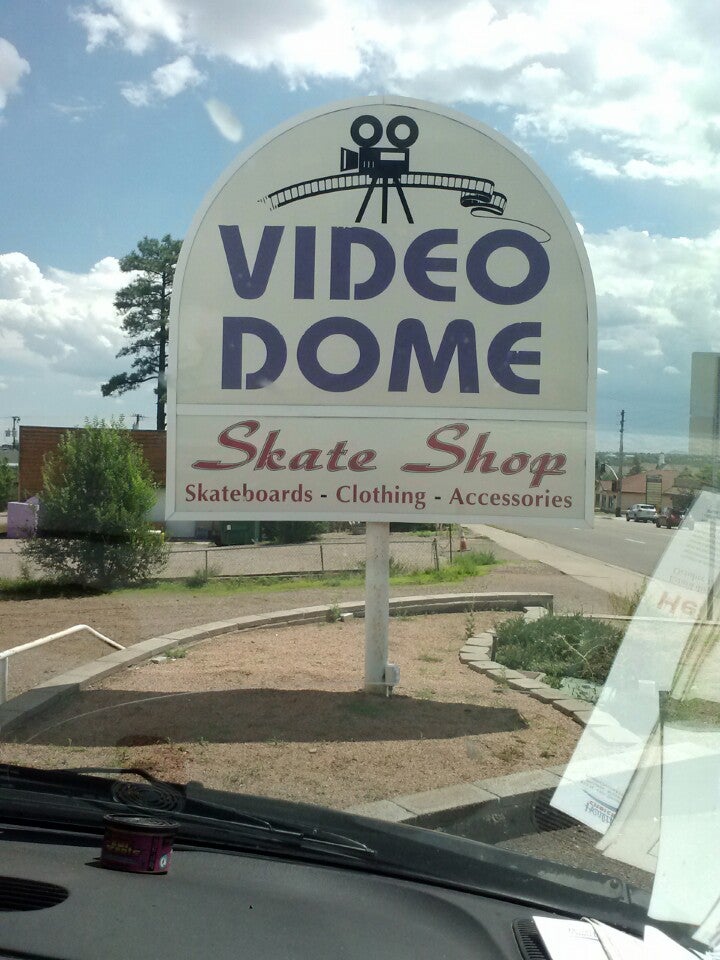 VIDEO
DOME
Skate Shop
Skateboards - Clothing - Accessories